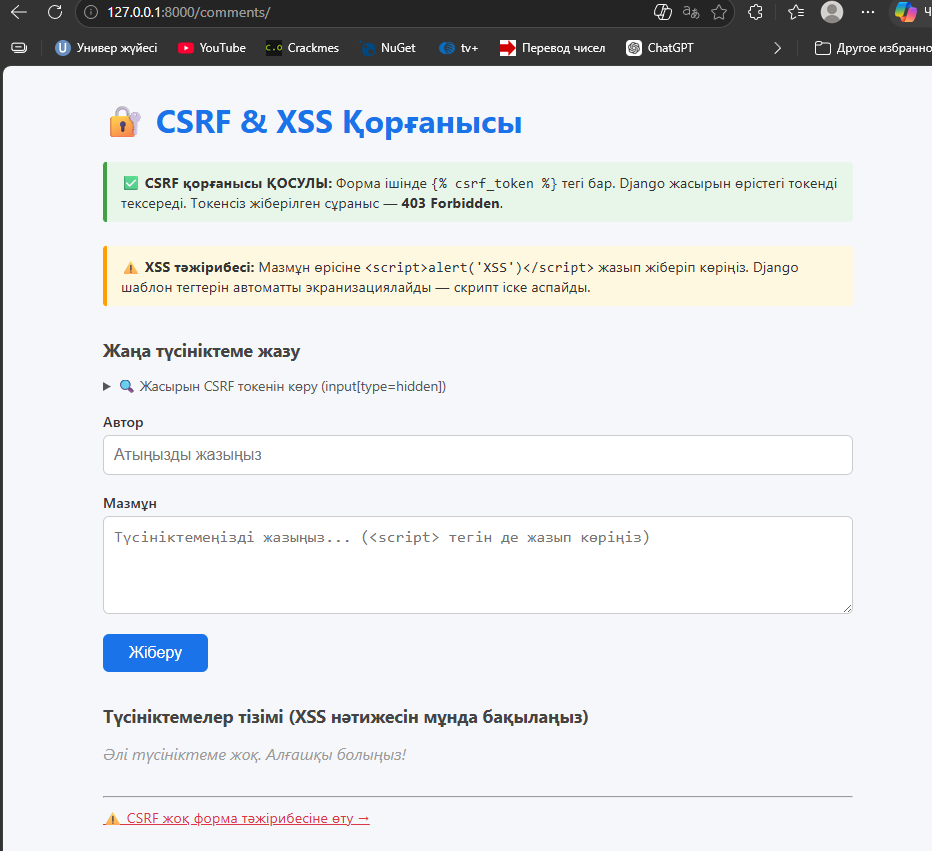 127.0.0.1:8000/comments/
Универ жүйесі YouTube c.o Crackmes NuGet tv+ Перевод чисел ChatGPT Другое избранно
CSRF & XSS Қорғанысы
CSRF қорғанысы ҚОСУЛЫ: Форма ішінде {% csrf_token %} тегі бар. Django жасырын өрістегі токенді
тексереді. Токенсіз жіберілген сұраныс — 403 Forbidden.
XSS тәжірибесі: Мазмұн өрісіне <script>alert('XSS')</script> жазып жіберіп көріңіз. Django
шаблон тегтерін автоматты экранизациялайды — скрипт іске аспайды.
Жаңа түсініктеме жазу
Жасырын CSRF токенін көру (input[type=hidden])
Автор
Атыңызды жазыңыз
Мазмұн
Түсініктемеңізді жазыңыз... (<script> тегін де жазып көріңіз)
Жіберу
Түсініктемелер тізімі (XSS нәтижесін мұнда бақылаңыз)
Әлі түсініктеме жоқ. Алғашқы болыңыз!
CSRF жоқ форма тәжірибесіне өту →